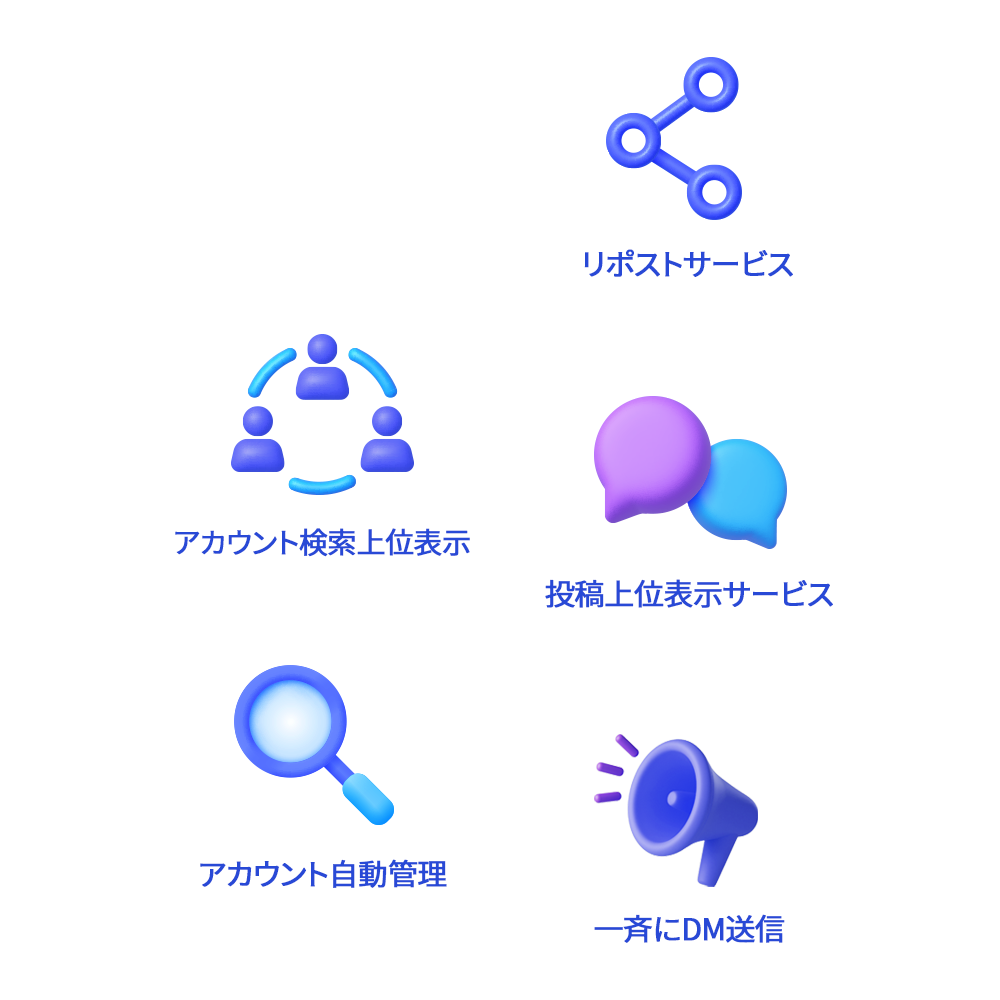 リポストサービス
アカウント検索上位表示
投稿上位表示サービス
アカウント自動管理
一斉にDM送信